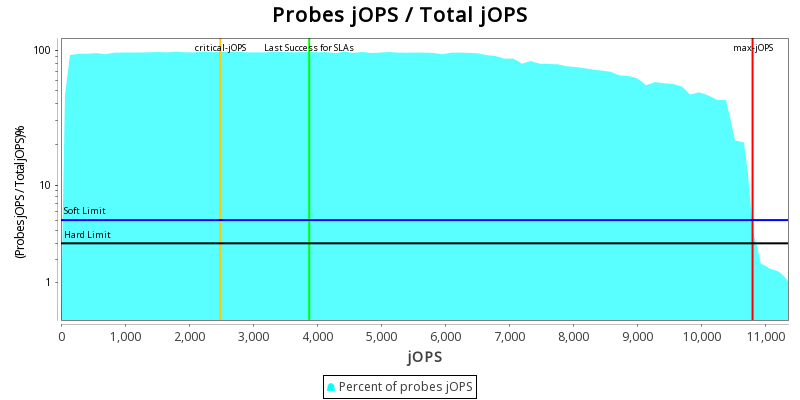 Probes jOPS / Total jOPS
critical-jOPS Last Success for SLAs max-jOPS
100
10
1
(Probes jOPS / Total jOPS)%
Soft Limit
Hard Limit
0 1,000 2,000 3,000 4,000 5,000 6,000 7,000 8,000 9,000 10,000 11,000
jOPS
Percent of probes jOPS